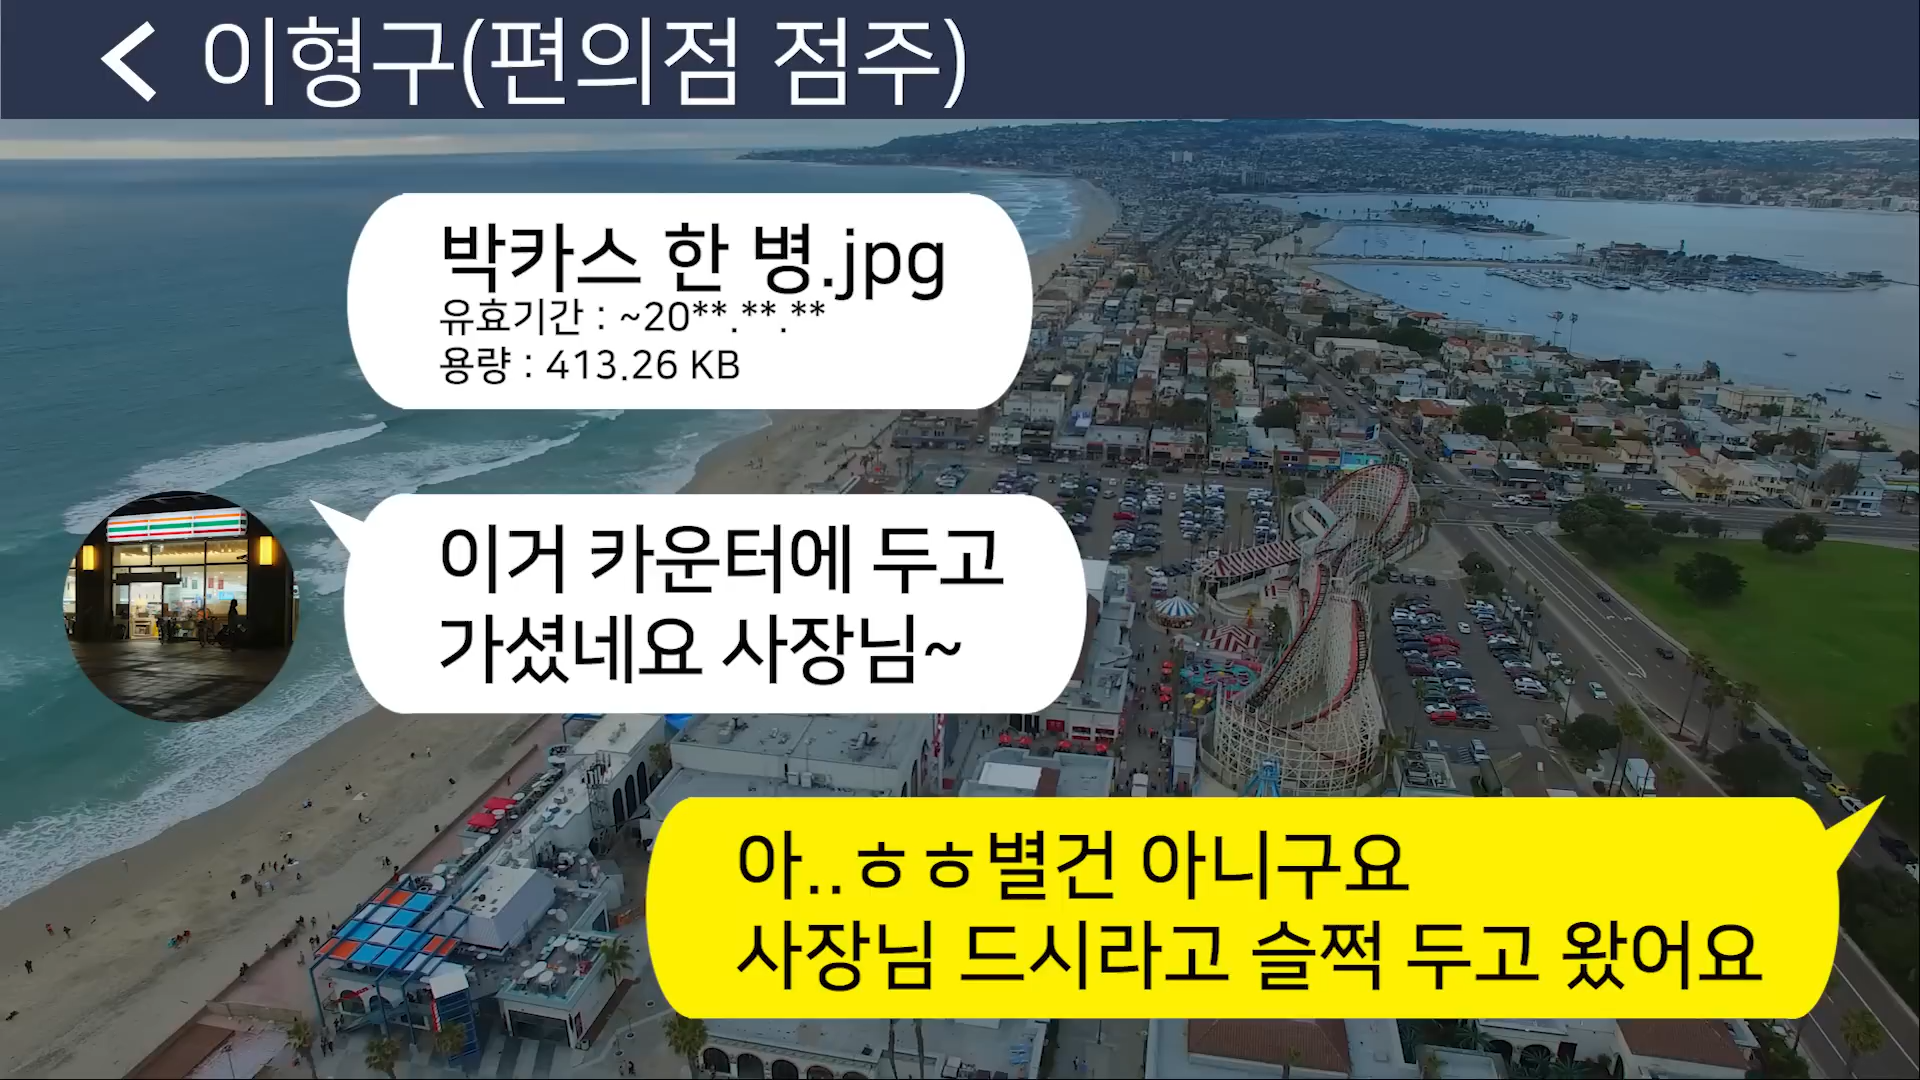 이형구(편의점 점주)
박카스 한 병.jpg
유효기간 : ~20**.**.**
용량 : 413.26 KB
이거 카운터에 두고
가셨네요 사장님~
아..ㅎㅎ별건 아니구요
사장님 드시라고 슬쩍 두고 왔어요